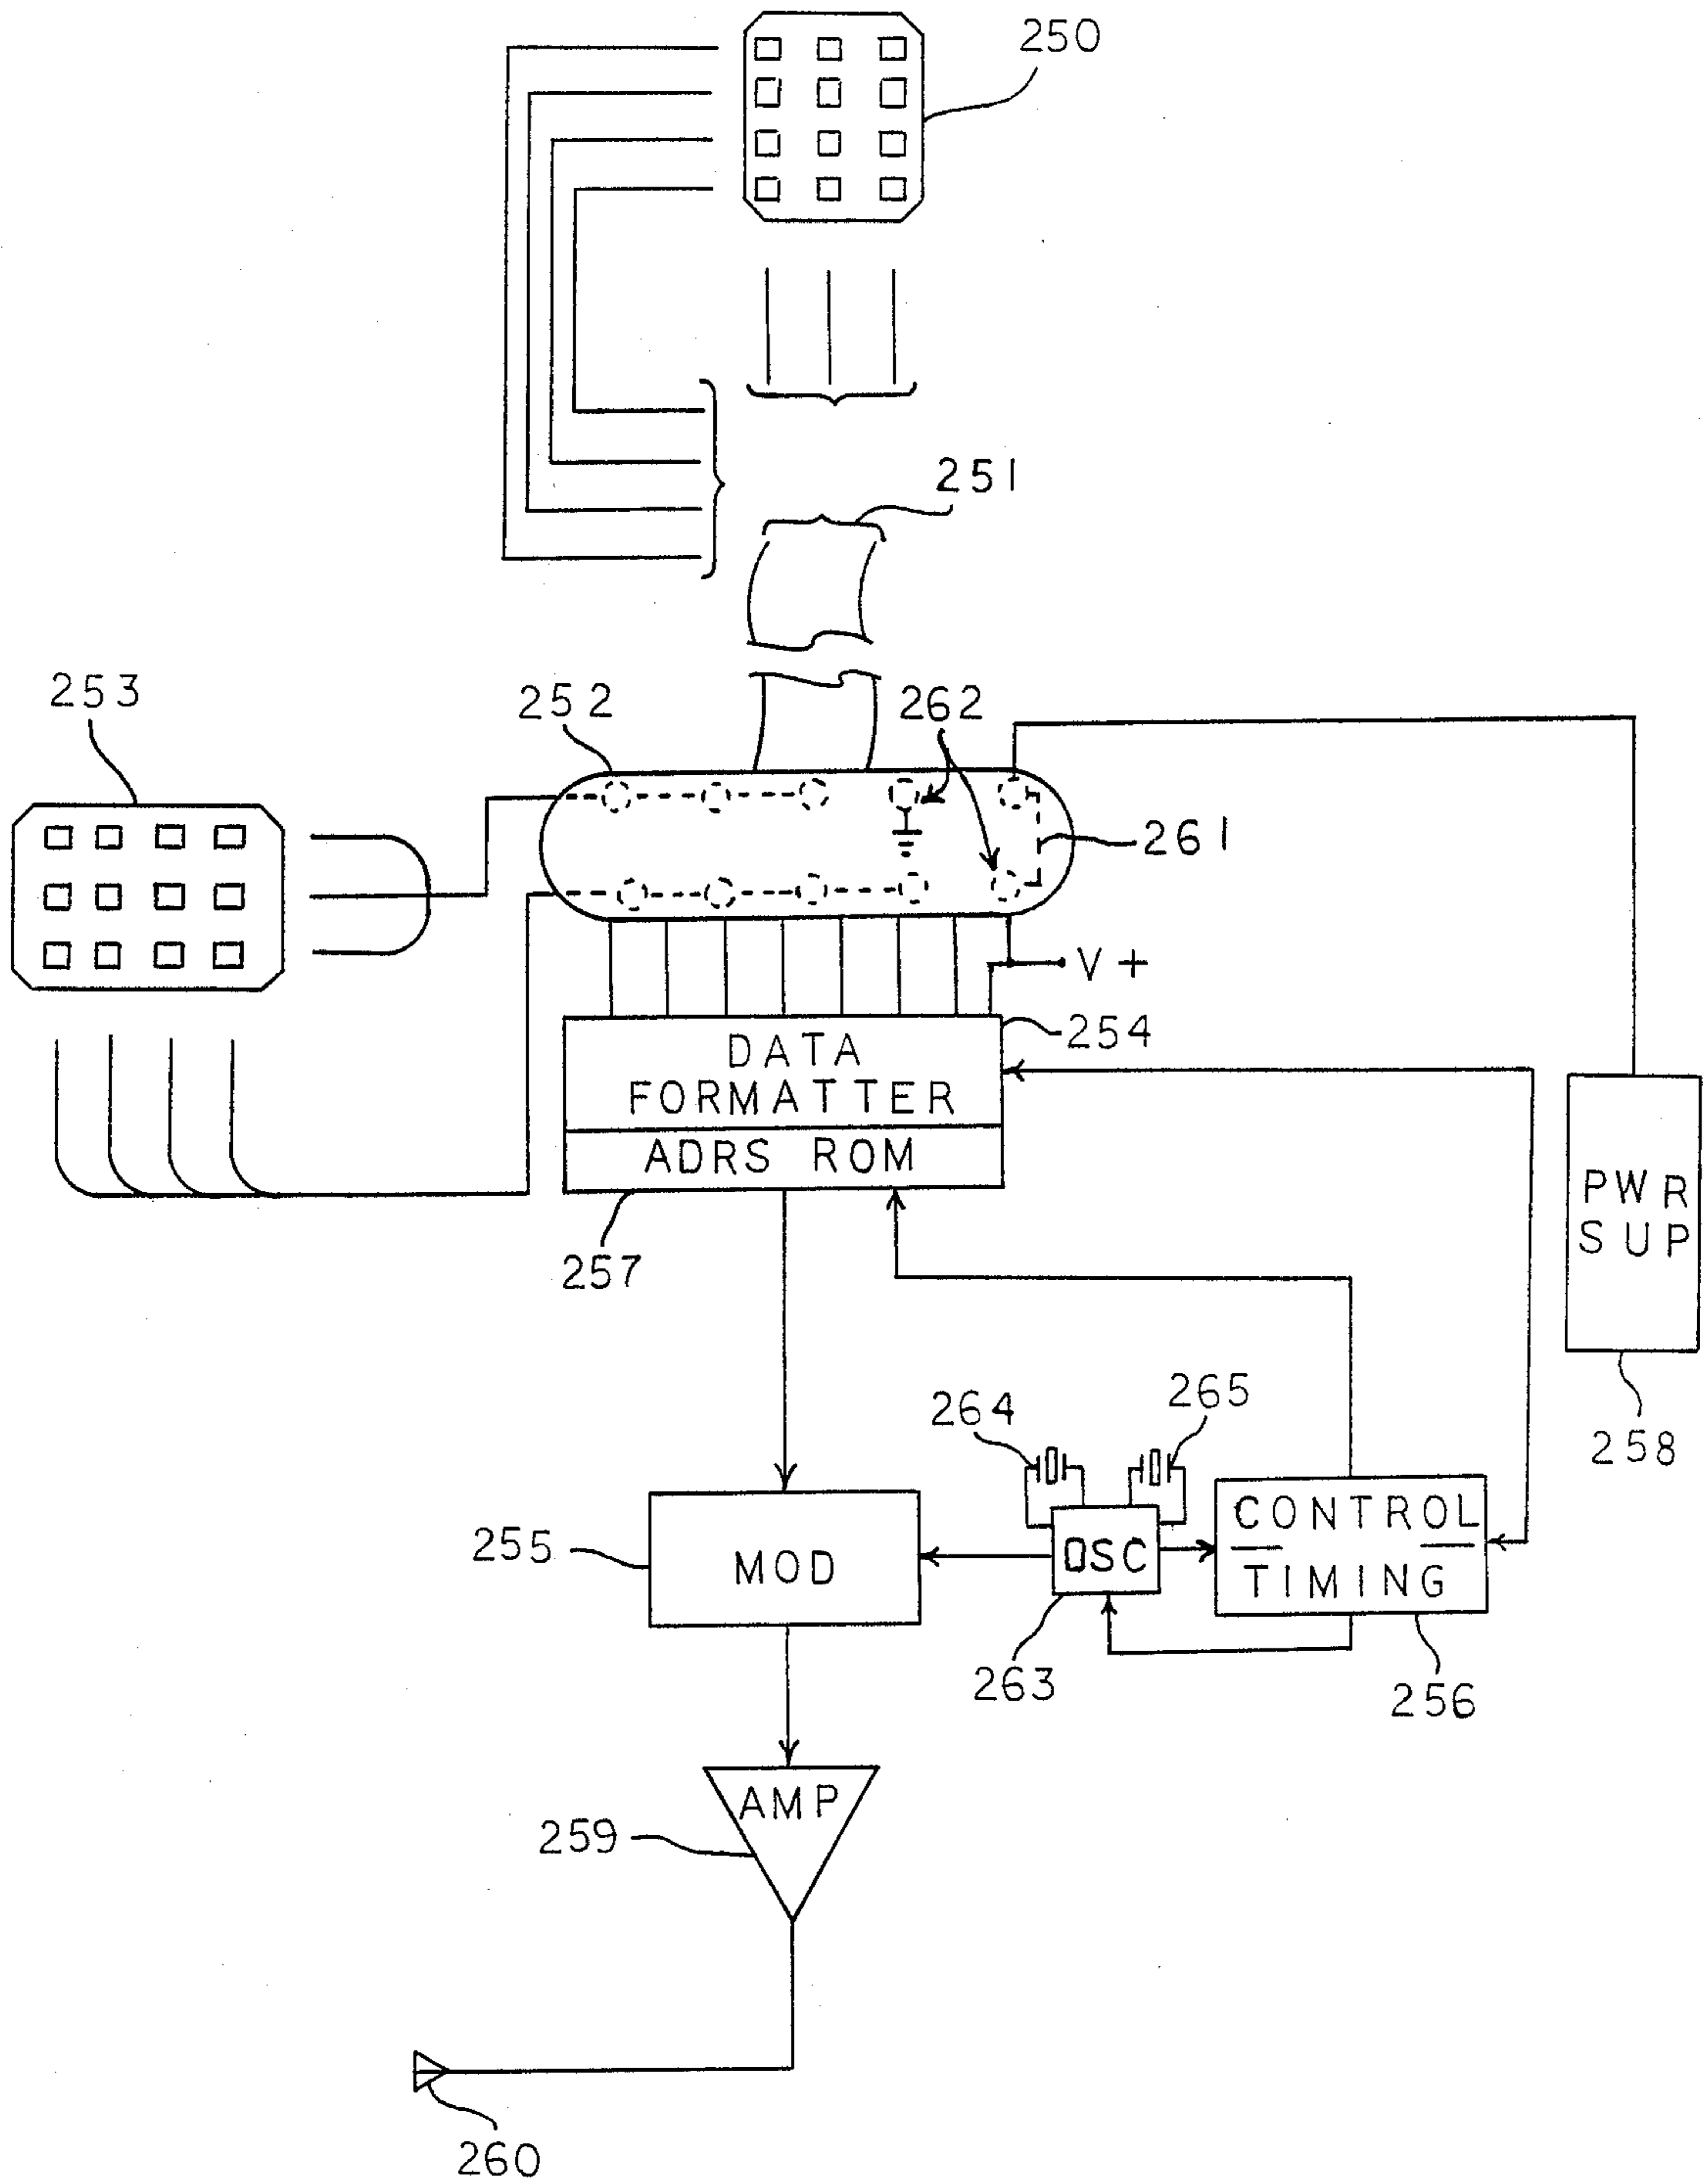 250
251
253
252
262
261
V+
254
DATA
FORMATTER
ADRS ROM
257
PWR
SUP
258
264
265
255
MOD
OSC
CONTROL
TIMING
263
256
AMP
259
260